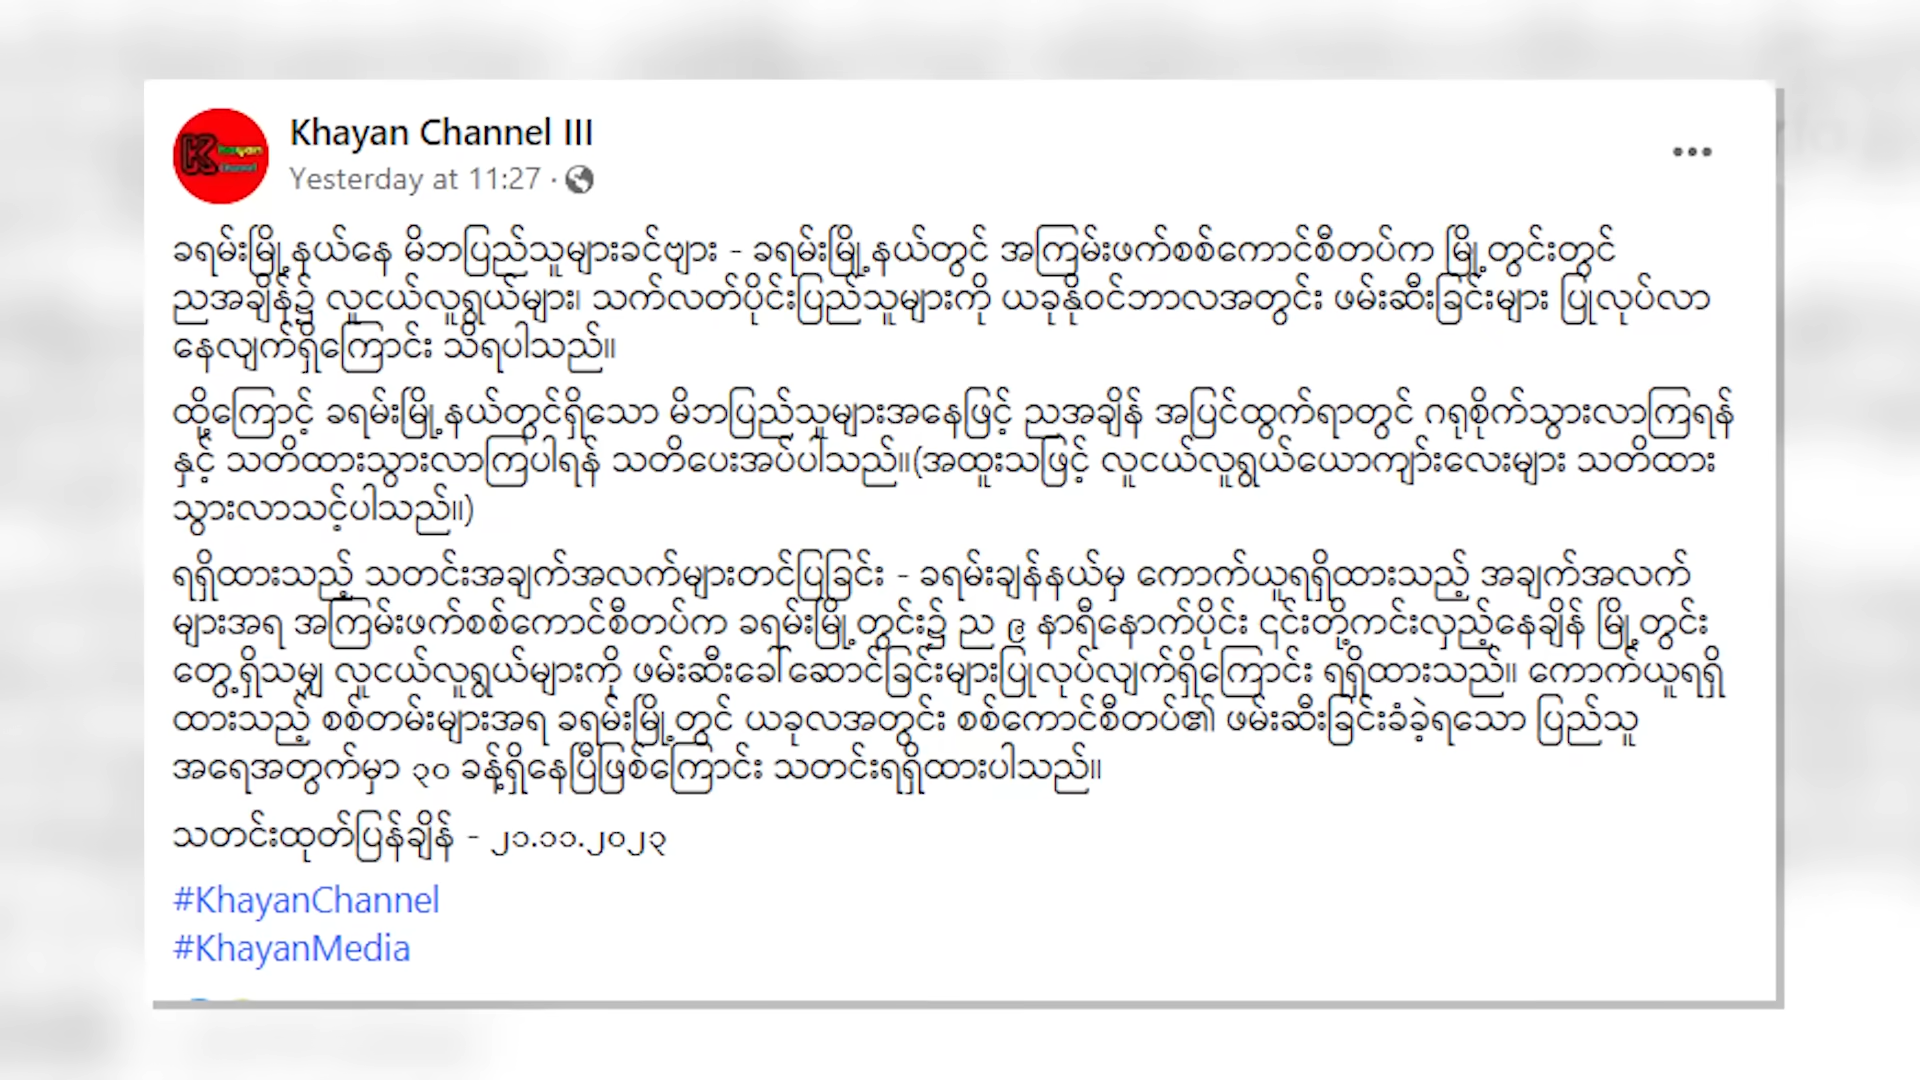 Khayan Channel III
Yesterday at 11:27 ·
ခရမ်းမြို့နယ်နေ မိဘပြည်သူများခင်ဗျား - ခရမ်းမြို့နယ်တွင် အကြမ်းဖက်စစ်ကောင်စီတပ်က မြို့တွင်းတွင်
ညအချိန်၌ လူငယ်လူရွယ်များ၊ သက်လတ်ပိုင်းပြည်သူများကို ယခုနိုဝင်ဘာလအတွင်း ဖမ်းဆီးခြင်းများ ပြုလုပ်လာ
နေလျက်ရှိကြောင်း သိရပါသည်။
ထို့ကြောင့် ခရမ်းမြို့နယ်တွင်ရှိသော မိဘပြည်သူများအနေဖြင့် ညအချိန် အပြင်ထွက်ရာတွင် ဂရုစိုက်သွားလာကြရန်
နှင့် သတိထားသွားလာကြပါရန် သတိပေးအပ်ပါသည်။(အထူးသဖြင့် လူငယ်လူရွယ်ယောကျာ်းလေးများ သတိထား
သွားလာသင့်ပါသည်။)
ရရှိထားသည့် သတင်းအချက်အလက်များတင်ပြခြင်း - ခရမ်းချန်နယ်မှ ကောက်ယူရရှိထားသည့် အချက်အလက်
များအရ အကြမ်းဖက်စစ်ကောင်စီတပ်က ခရမ်းမြို့တွင်း၌ ည ၉ နာရီနောက်ပိုင်း ၎င်းတို့ကင်းလှည့်နေချိန် မြို့တွင်း
တွေ့ရှိသမျှ လူငယ်လူရွယ်များကို ဖမ်းဆီးခေါ်ဆောင်ခြင်းများပြုလုပ်လျက်ရှိကြောင်း ရရှိထားသည်။ ကောက်ယူရရှိ
ထားသည့် စစ်တမ်းများအရ ခရမ်းမြို့တွင် ယခုလအတွင်း စစ်ကောင်စီတပ်၏ ဖမ်းဆီးခြင်းခံခဲ့ရသော ပြည်သူ
အရေအတွက်မှာ ၃၀ ခန့်ရှိနေပြီဖြစ်ကြောင်း သတင်းရရှိထားပါသည်။
သတင်းထုတ်ပြန်ချိန် - ၂၁.၁၁.၂၀၂၃
#KhayanChannel
#KhayanMedia